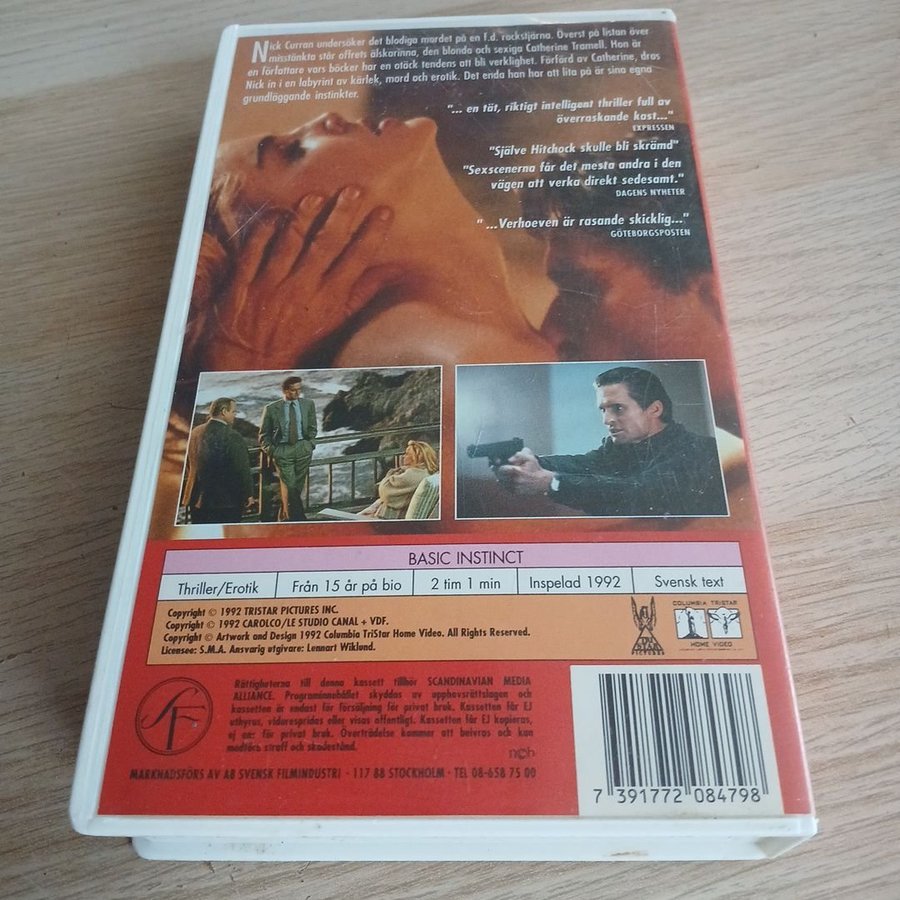 Nick Curran undersöker det blodiga mordet på en f.d. rockstjärna. Överst på listan över
misstänkta står offrets älskarinna, den blonda och sexiga Catherine Tramell. Hon är
en författare vars böcker har en otäck tendens att bli verklighet. Förförd av Catherine, dras
Nick in i en labyrint av kärlek, mord och erotik. Det enda han har att lita på är sina egna
grundläggande instinkter.
"... en tät, riktigt intelligent thriller full av
överraskande kast..."
EXPRESSEN
"Själve Hitchock skulle bli skrämd"
"Sexscenerna får det mesta andra i den
vägen att verka direkt sedesamt."
DAGENS NYHETER
"...Verhoeven är rasande skicklig..."
GÖTEBORGSPOSTEN
BASIC INSTINCT
Thriller/Erotik Från 15 år på bio 2 tim 1 min Inspelad 1992 Svensk text
Copyright © 1992 TRISTAR PICTURES INC.
Copyright © 1992 CAROLCO/LE STUDIO CANAL + VDF.
Copyright © Artwork and Design 1992 Columbia TriStar Home Video. All Rights Reserved.
Licensee: S.M.A. Ansvarig utgivare: Lennart Wiklund.
TRI STAR
PICTURES
COLUMBIA TRISTAR
HOME VIDEO
SF
Rättigheterna till denna kassett tillhör SCANDINAVIAN MEDIA
ALLIANCE. Programinnehållet skyddas av upphovsrättslagen och
kassetten är endast för försäljning för privat bruk. Kassetten får EJ
uthyras, vidarespridas eller visas offentligt. Kassetten får EJ kopieras,
ej en: för privat bruk. Överträdelse kommer att beivras och kan
medföra straff och skadestånd.
ncb
MARKNADSFÖRS AV AB SVENSK FILMINDUSTRI · 117 88 STOCKHOLM · TEL 08-658 75 00
7 391772 084798